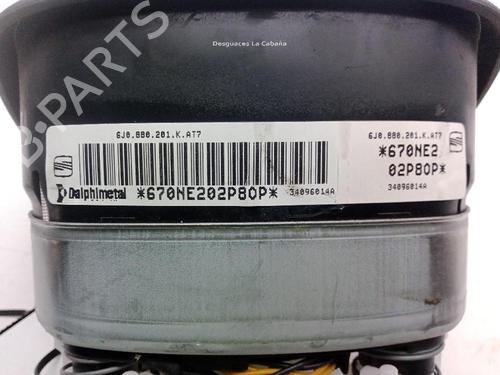 Desguaces La Cabaña
B-PARTS
6J0.880.201.K.AT7
Dalphimetal
*670NE202P80P*
34096014A
6J0.880.201.K.AT7
*670NE2
02P80P*
34096014A